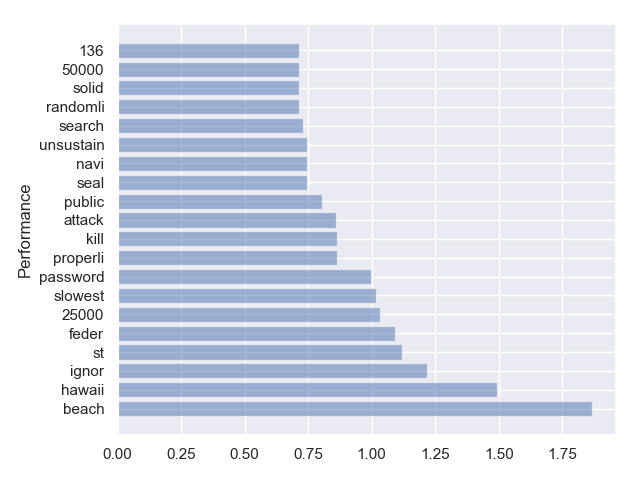 136
50000
solid
randomli
search
unsustain
navi
seal
public
attack
kill
properli
password
slowest
25000
feder
st
ignor
hawaii
beach
Performance
0.00 0.25 0.50 0.75 1.00 1.25 1.50 1.75